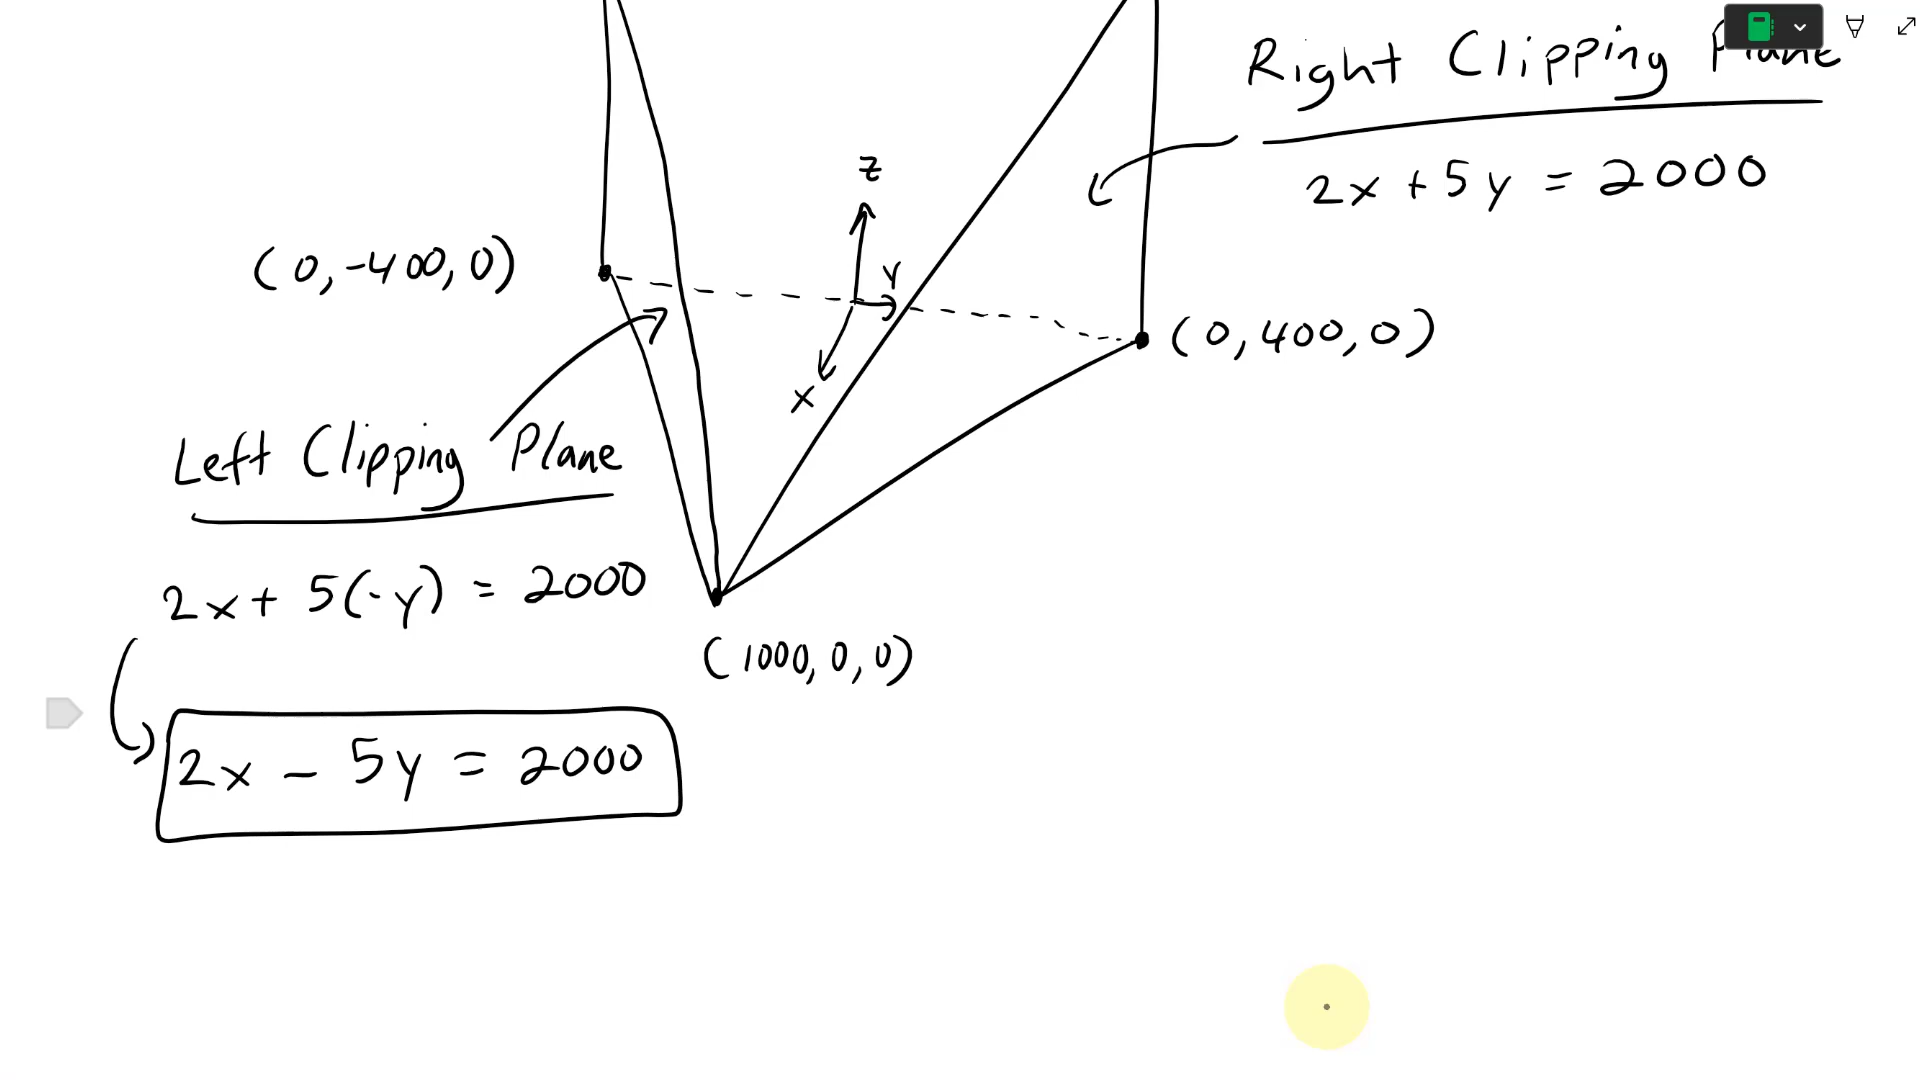 Right Clipping Plane
2x + 5y = 2000
z
y
x
(0, -400, 0)
(0, 400, 0)
Left Clipping Plane
2x + 5(-y) = 2000
(1000, 0, 0)
2x - 5y = 2000